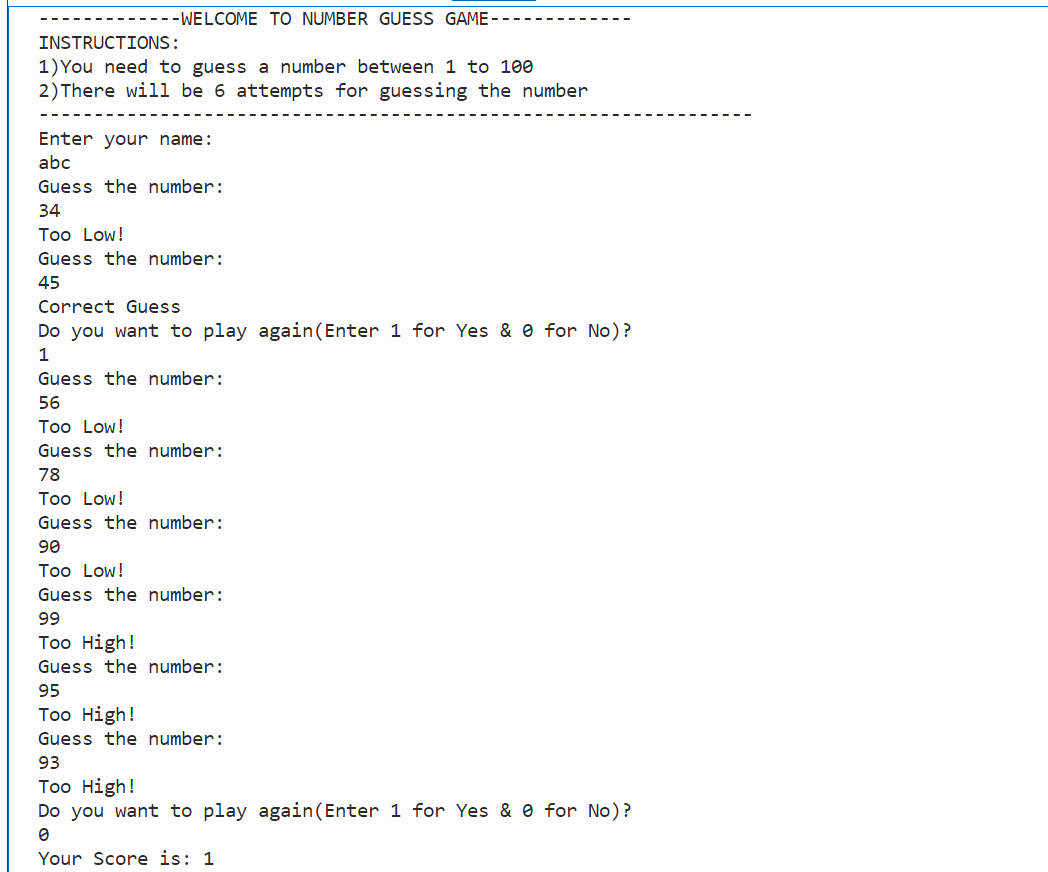 -------------WELCOME TO NUMBER GUESS GAME-------------
INSTRUCTIONS:
1)You need to guess a number between 1 to 100
2)There will be 6 attempts for guessing the number
-----------------------------------------------------------------
Enter your name:
abc
Guess the number:
34
Too Low!
Guess the number:
45
Correct Guess
Do you want to play again(Enter 1 for Yes & 0 for No)?
1
Guess the number:
56
Too Low!
Guess the number:
78
Too Low!
Guess the number:
90
Too Low!
Guess the number:
99
Too High!
Guess the number:
95
Too High!
Guess the number:
93
Too High!
Do you want to play again(Enter 1 for Yes & 0 for No)?
0
Your Score is: 1